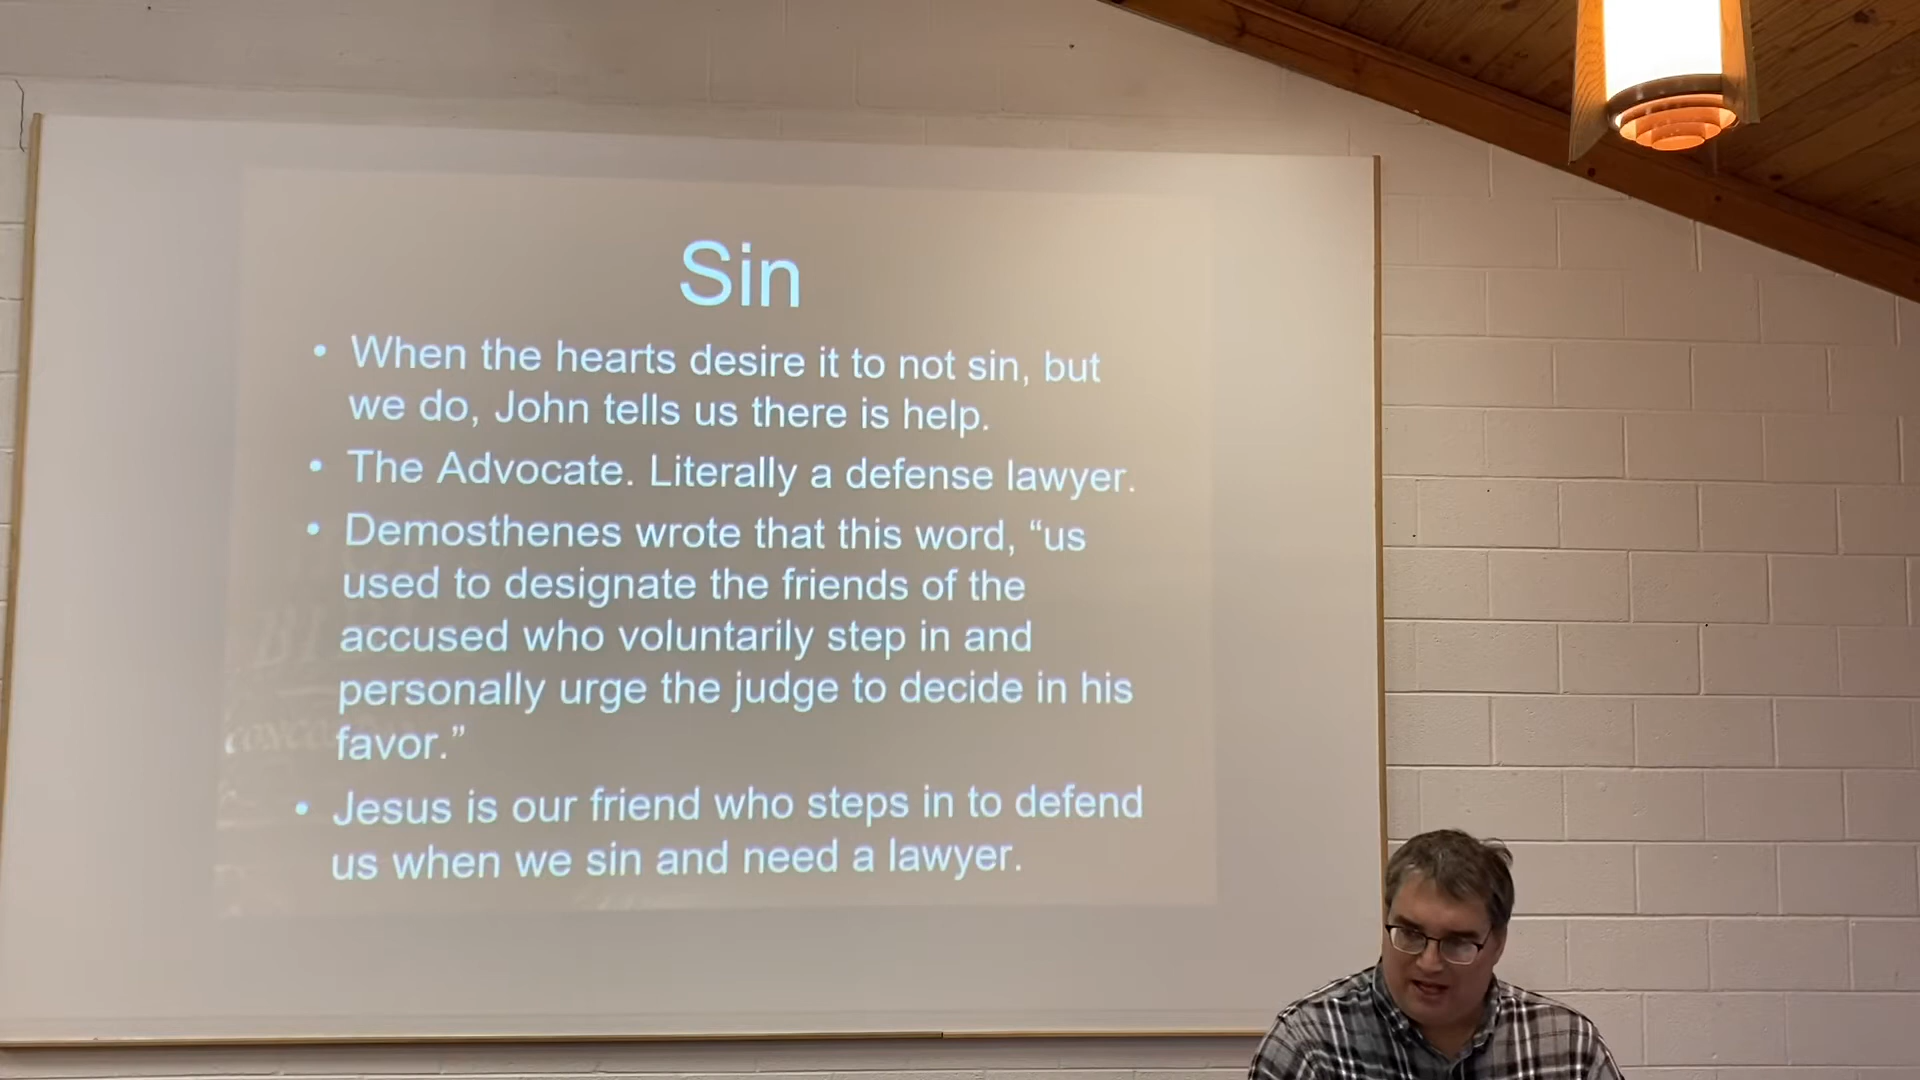 Sin
• When the hearts desire it to not sin, but
we do, John tells us there is help.
• The Advocate. Literally a defense lawyer.
• Demosthenes wrote that this word, “us
used to designate the friends of the
accused who voluntarily step in and
personally urge the judge to decide in his
favor.”
• Jesus is our friend who steps in to defend
us when we sin and need a lawyer.